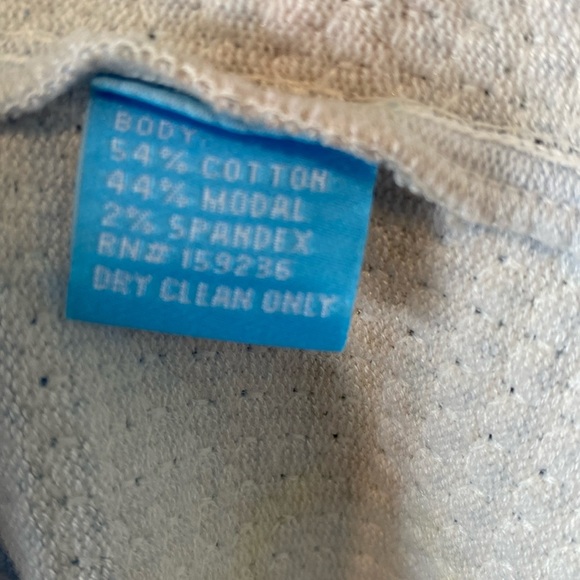 BODY
54% COTTON
44% MODAL
2% SPANDEX
RN# 159236
DRY CLEAN ONLY